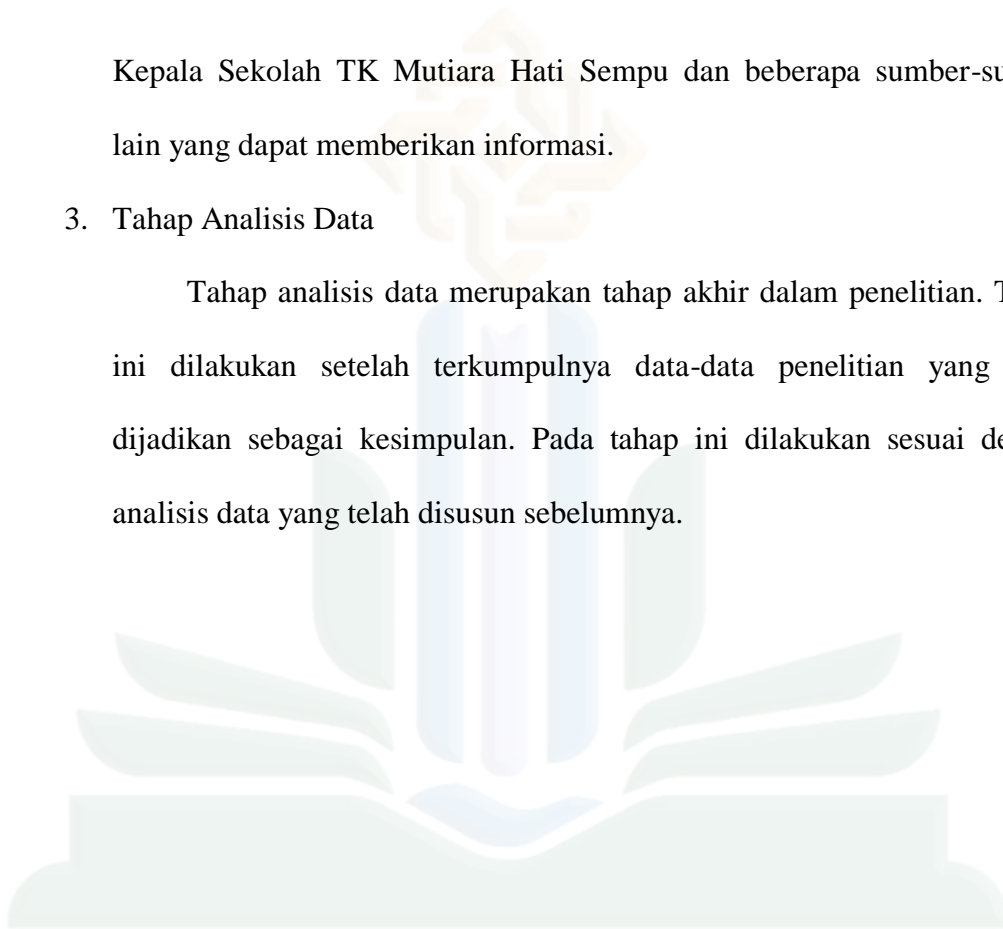 Kepala Sekolah TK Mutiara Hati Sempu dan beberapa sumber-su
lain yang dapat memberikan informasi.
3. Tahap Analisis Data
Tahap analisis data merupakan tahap akhir dalam penelitian. T
ini dilakukan setelah terkumpulnya data-data penelitian yang
dijadikan sebagai kesimpulan. Pada tahap ini dilakukan sesuai de
analisis data yang telah disusun sebelumnya.